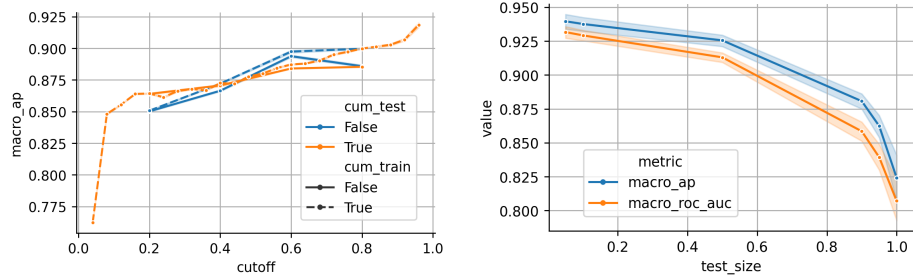 0.925
0.900
0.875
0.850
0.825
0.800
0.775
macro_ap
0.0 0.2 0.4 0.6 0.8 1.0
cutoff
cum_test
False
True
cum_train
False
True
0.950
0.925
0.900
0.875
0.850
0.825
0.800
value
0.2 0.4 0.6 0.8 1.0
test_size
metric
macro_ap
macro_roc_auc